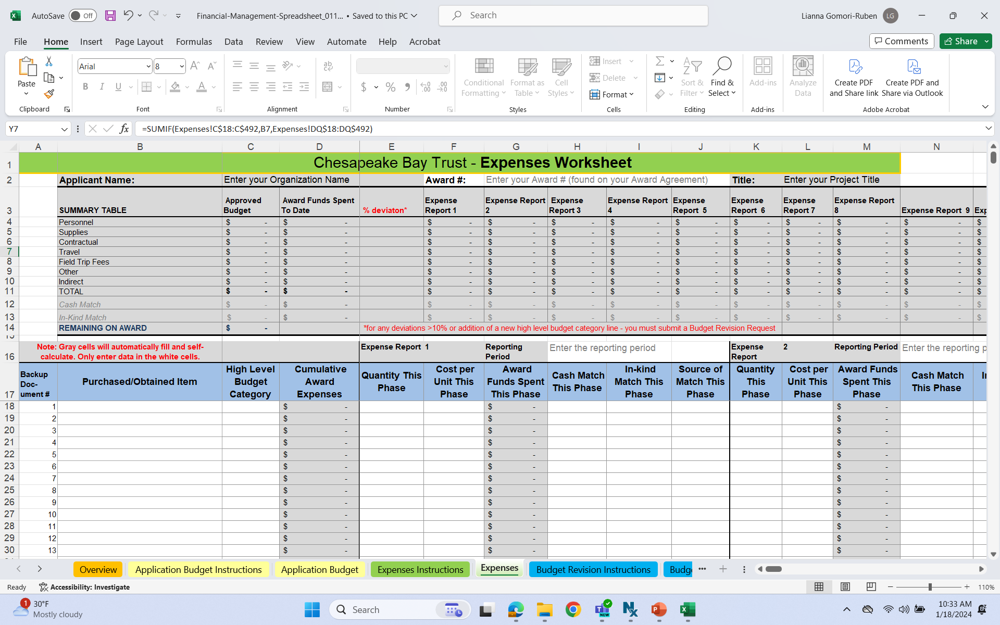 AutoSave Off Financial-Management-Spreadsheet_011... • Saved to this PC Search Lianna Gomori-Ruben LG
File Home Insert Page Layout Formulas Data Review View Automate Help Acrobat Comments Share
Paste Arial 8 Insert Delete Format
Conditional Formatting Format as Table Cell Styles
Sort & Filter Find & Select Add-ins Analyze Data
Create PDF and Share link Create PDF and Share via Outlook
Clipboard Font Alignment Number Styles Cells Editing Add-ins Adobe Acrobat
Y7 fx =SUMIF(Expenses!C$18:C$492,B7,Expenses!DQ$18:DQ$492)
A B C D E F G H I J K L M N
1 Chesapeake Bay Trust - Expenses Worksheet
2 Applicant Name: Enter your Organization Name Award #: Enter your Award # (found on your Award Agreement) Title: Enter your Project Title
3 SUMMARY TABLE Approved Budget Award Funds Spent To Date % deviaton* Expense Report 1 Expense Report 2 Expense Report 3 Expense Report 4 Expense Report 5 Expense Report 6 Expense Report 7 Expense Report 8 Expense Report 9 Exp
4 Personnel $ - $ - $ - $ - $ - $ - $ - $ - $ - $ - $ - $
5 Supplies $ - $ - $ - $ - $ - $ - $ - $ - $ - $ - $ - $
6 Contractual $ - $ - $ - $ - $ - $ - $ - $ - $ - $ - $ - $
7 Travel $ - $ - $ - $ - $ - $ - $ - $ - $ - $ - $ - $
8 Field Trip Fees $ - $ - $ - $ - $ - $ - $ - $ - $ - $ - $ - $
9 Other $ - $ - $ - $ - $ - $ - $ - $ - $ - $ - $ - $
10 Indirect $ - $ - $ - $ - $ - $ - $ - $ - $ - $ - $ - $
11 TOTAL $ - $ - $ - $ - $ - $ - $ - $ - $ - $ - $ - $
12 Cash Match $ - $ - $ - $ - $ - $ - $ - $ - $ - $ - $ - $
13 In-Kind Match $ - $ - $ - $ - $ - $ - $ - $ - $ - $ - $ - $
14 REMAINING ON AWARD $ - *for any deviations >10% or addition of a new high level budget category line - you must submit a Budget Revision Request
16 Note: Gray cells will automatically fill and self-calculate. Only enter data in the white cells. Expense Report 1 Reporting Period Enter the reporting period Expense Report 2 Reporting Period Enter the reporting p
17 Backup Doc-ument # Purchased/Obtained Item High Level Budget Category Cumulative Award Expenses Quantity This Phase Cost per Unit This Phase Award Funds Spent This Phase Cash Match This Phase In-kind Match This Phase Source of Match This Phase Quantity This Phase Cost per Unit This Phase Award Funds Spent This Phase Cash Match This Phase
18 1 $ - $ - $ -
19 2 $ - $ - $ -
20 3 $ - $ - $ -
21 4 $ - $ - $ -
22 5 $ - $ - $ -
23 6 $ - $ - $ -
24 7 $ - $ - $ -
25 8 $ - $ - $ -
26 9 $ - $ - $ -
27 10 $ - $ - $ -
28 11 $ - $ - $ -
29 12 $ - $ - $ -
30 13 $ - $ - $ -
Overview Application Budget Instructions Application Budget Expenses Instructions Expenses Budget Revision Instructions Budg
Ready Accessibility: Investigate 110%
1 30°F Search NEW 10:33 AM
Mostly cloudy 1/18/2024